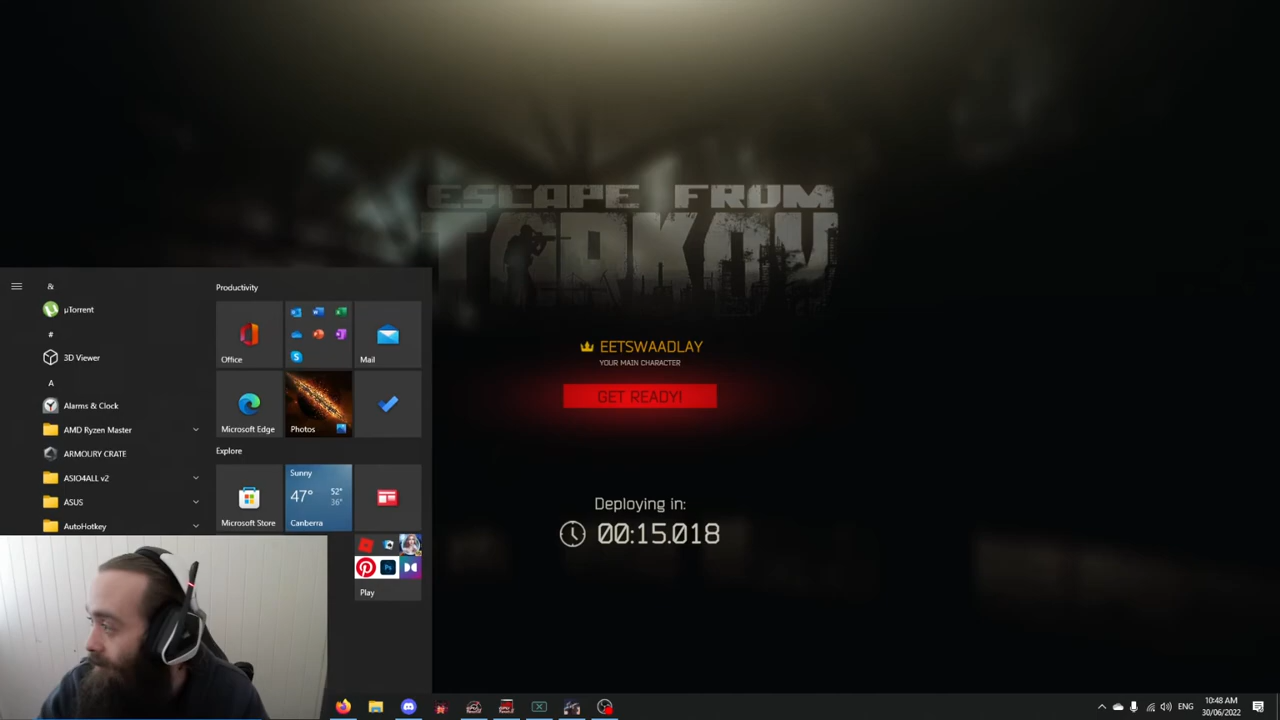 ESCAPE FROM
TARKOV
EETSWAADLAY
YOUR MAIN CHARACTER
GET READY!
Deploying in:
00:15.018
&
µTorrent
#
3D Viewer
A
Alarms & Clock
AMD Ryzen Master
ARMOURY CRATE
ASIO4ALL v2
ASUS
AutoHotkey
Productivity
Office
Mail
Microsoft Edge
Photos
Explore
Microsoft Store
Sunny
47° 52°
36°
Canberra
Ps
Play
ENG
10:48 AM
30/06/2022